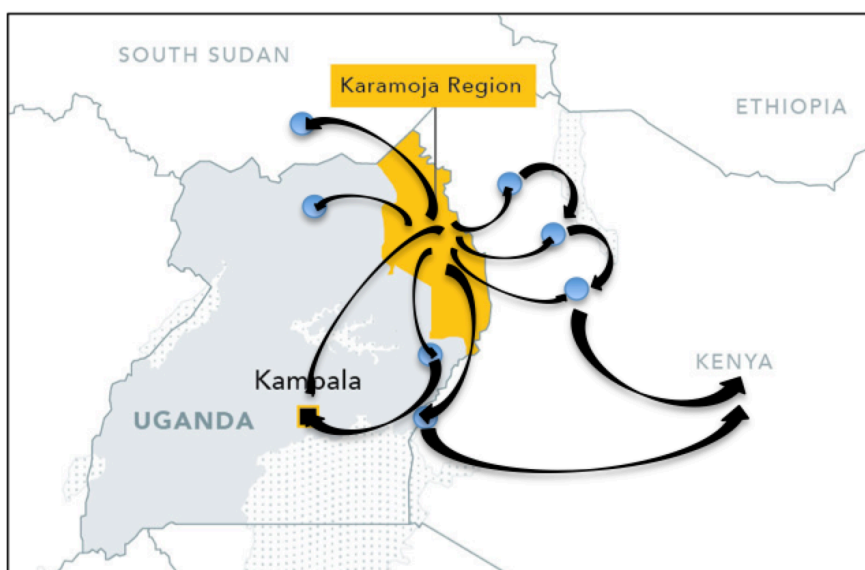 SOUTH SUDAN
Karamoja Region
ETHIOPIA
KENYA
Kampala
UGANDA